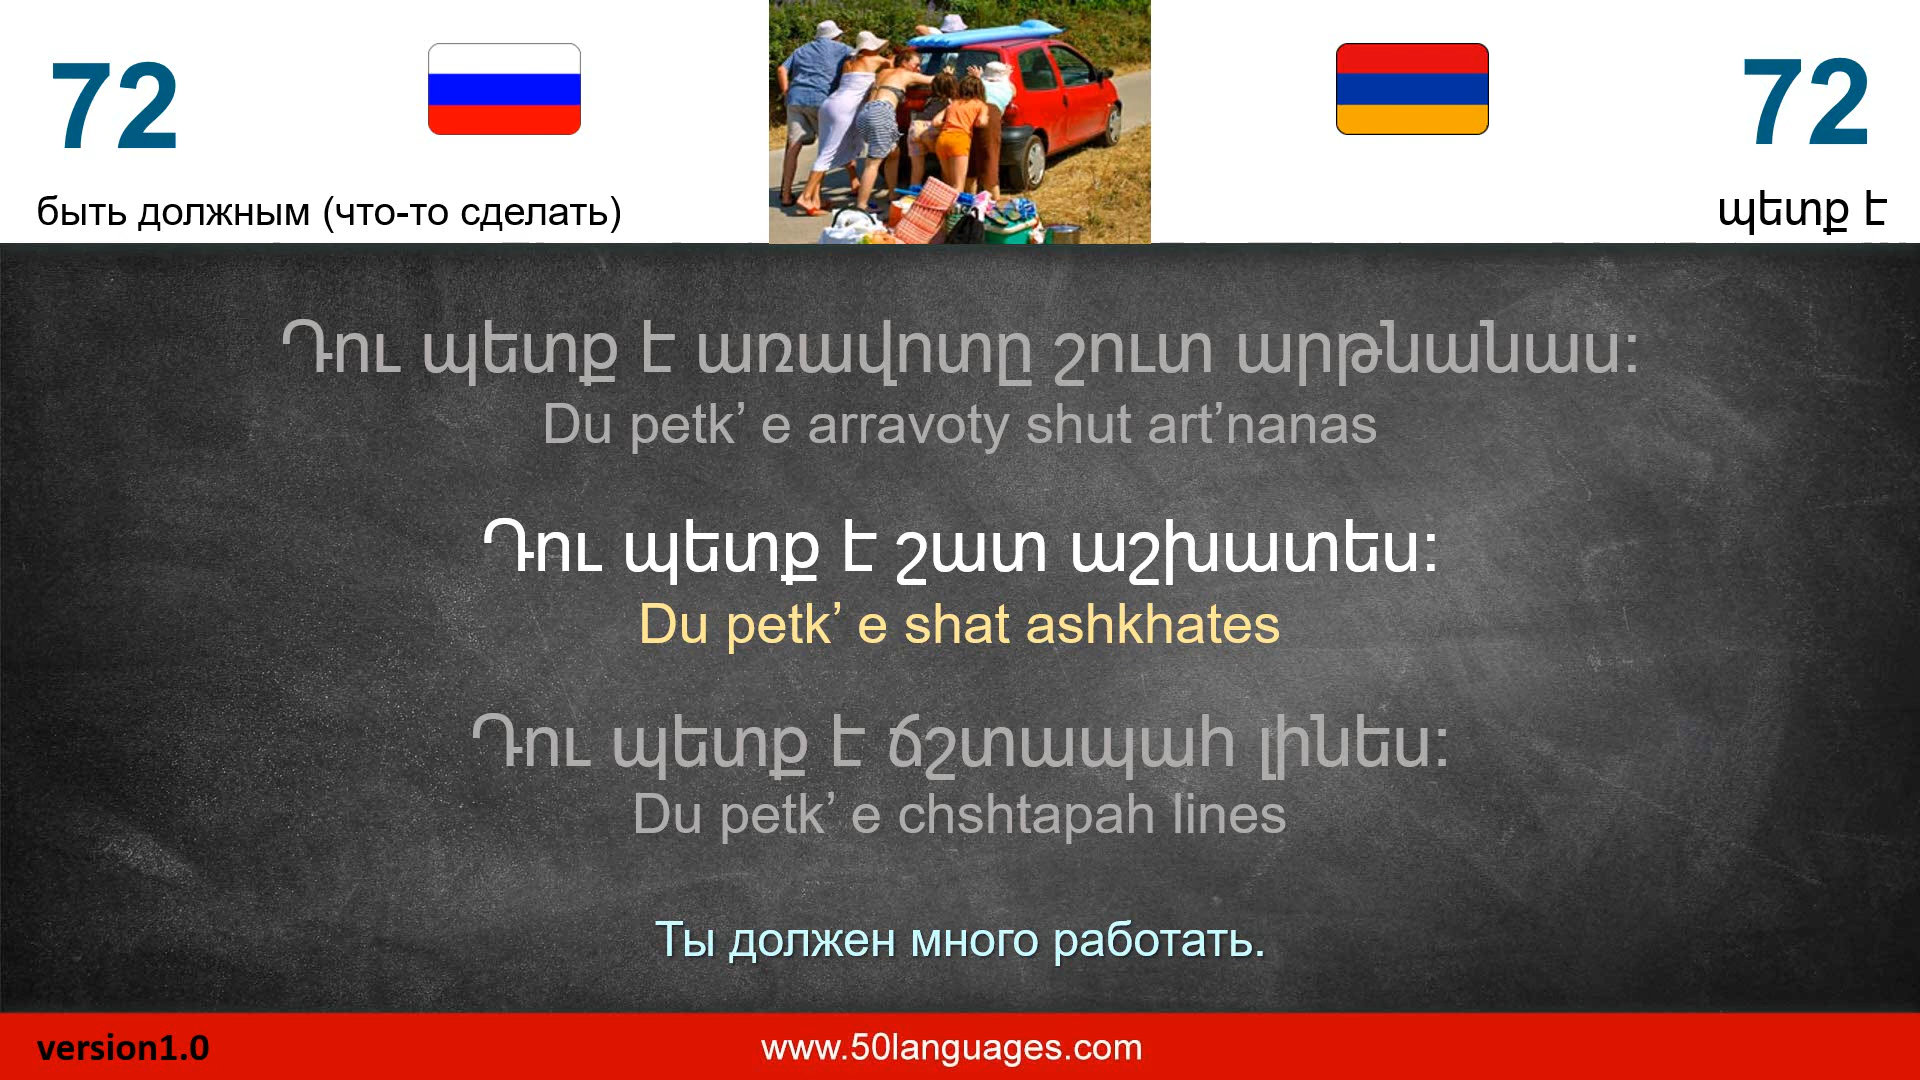 72
72
быть должным (что-то сделать)
պետք է
Դու պետք է առավոտը շուտ արթնանաս:
Du petk’ e arravoty shut art’nanas
Դու պետք է շատ աշխատես:
Du petk’ e shat ashkhates
Դու պետք է ճշտապահ լինես:
Du petk’ e chshtapah lines
Ты должен много работать.
version1.0
www.50languages.com